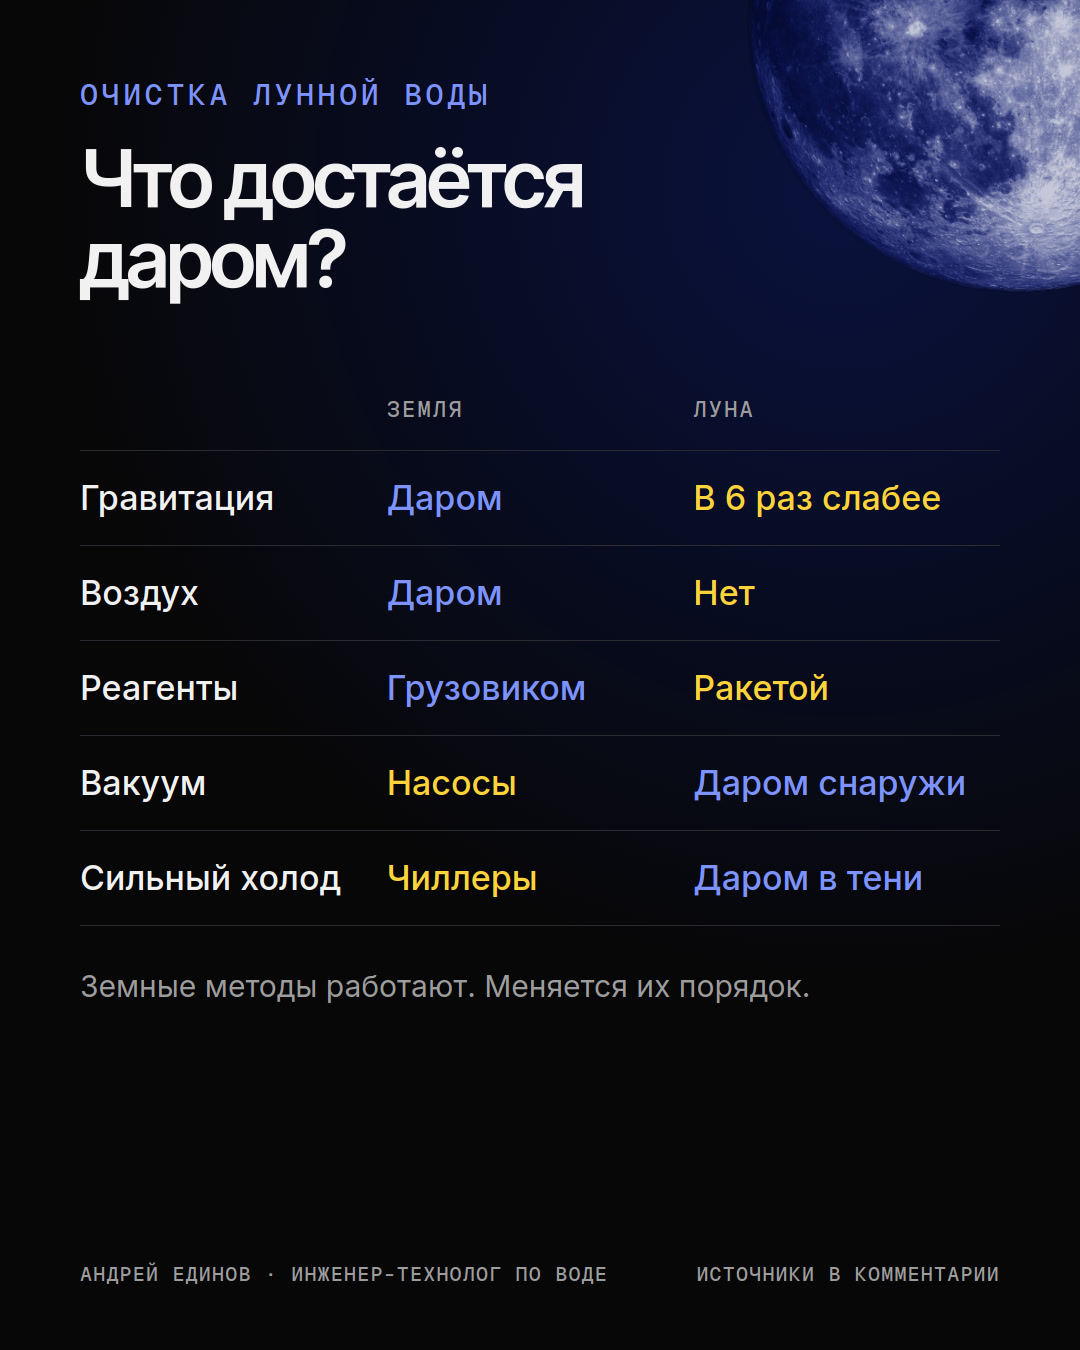 ОЧИСТКА ЛУННОЙ ВОДЫ
Что достаётся
даром?
ЗЕМЛЯ ЛУНА
Гравитация Даром В 6 раз слабее
Воздух Даром Нет
Реагенты Грузовиком Ракетой
Вакуум Насосы Даром снаружи
Сильный холод Чиллеры Даром в тени
Земные методы работают. Меняется их порядок.
АНДРЕЙ ЕДИНОВ · ИНЖЕНЕР-ТЕХНОЛОГ ПО ВОДЕ ИСТОЧНИКИ В КОММЕНТАРИИ